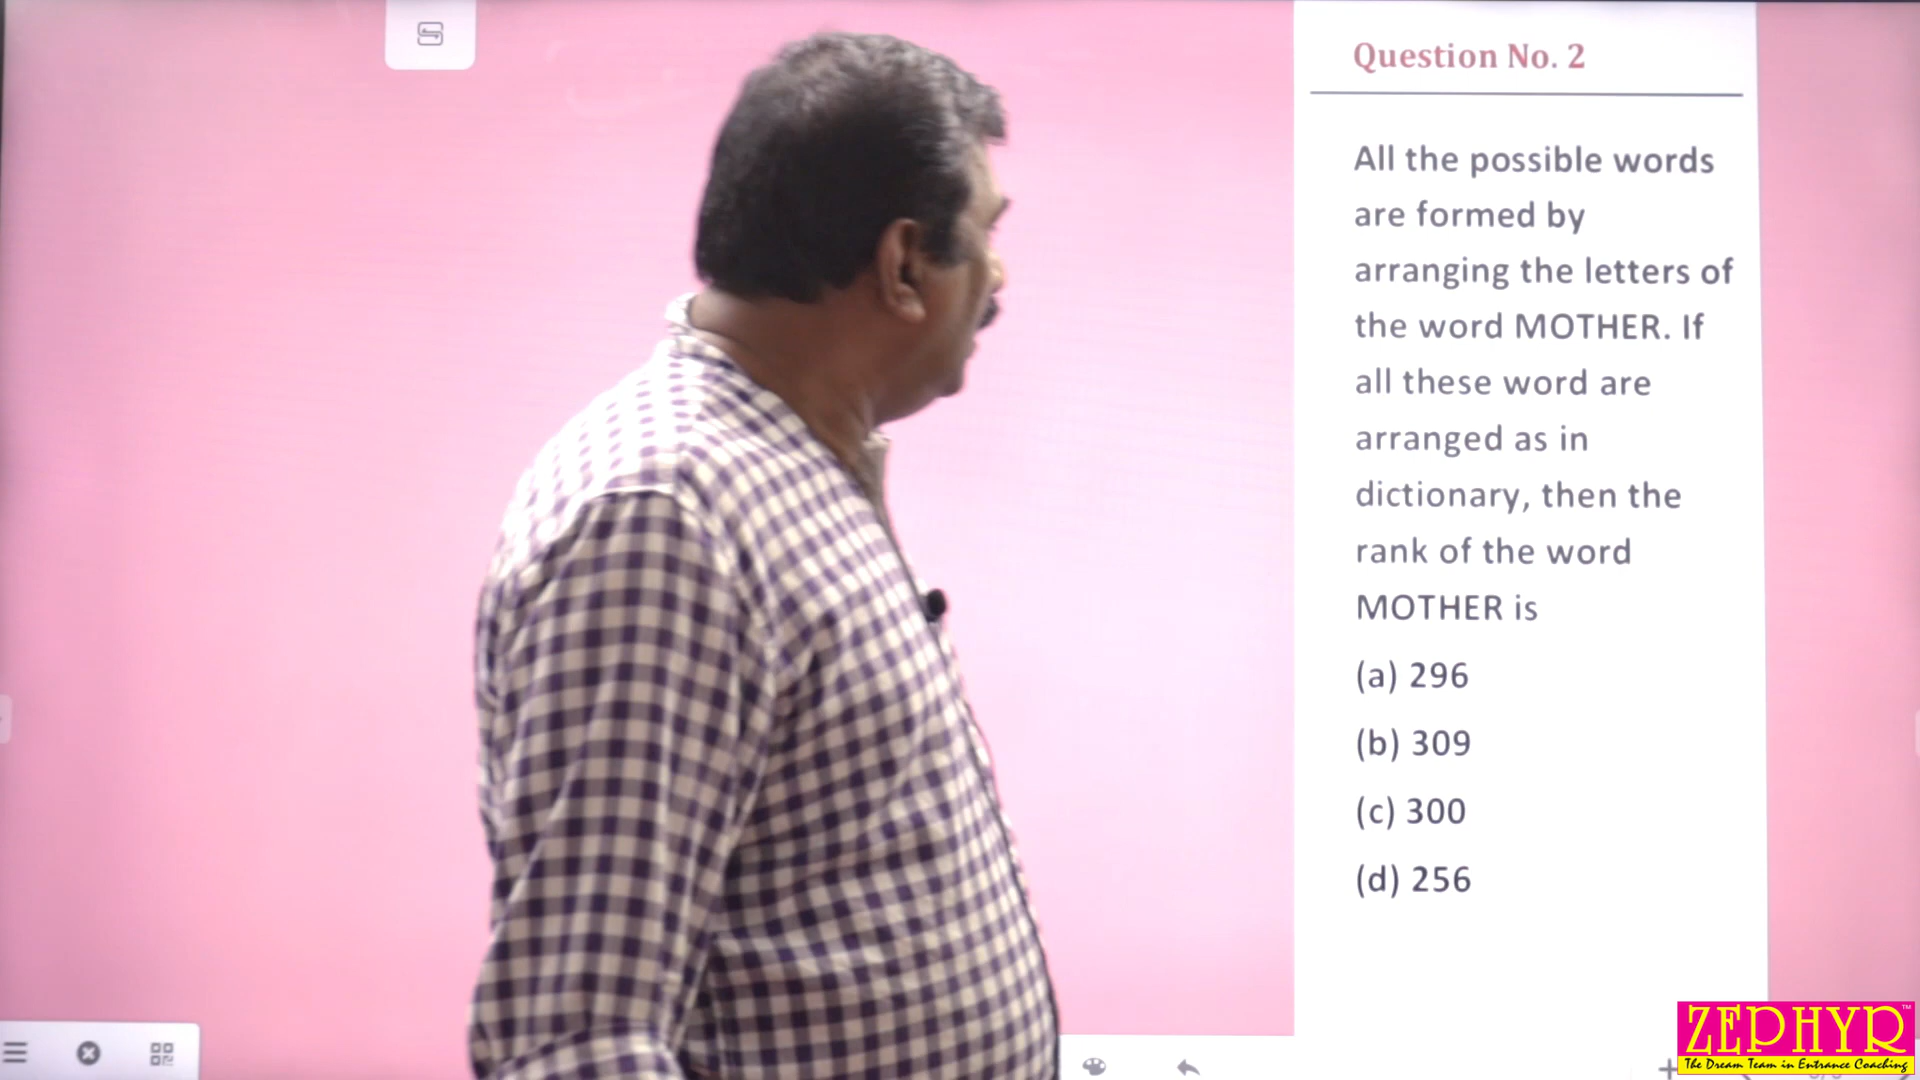 Question No. 2
All the possible words
are formed by
arranging the letters of
the word MOTHER. If
all these word are
arranged as in
dictionary, then the
rank of the word
MOTHER is
(a) 296
(b) 309
(c) 300
(d) 256
ZEPHYR™
The Dream Team in Entrance Coaching